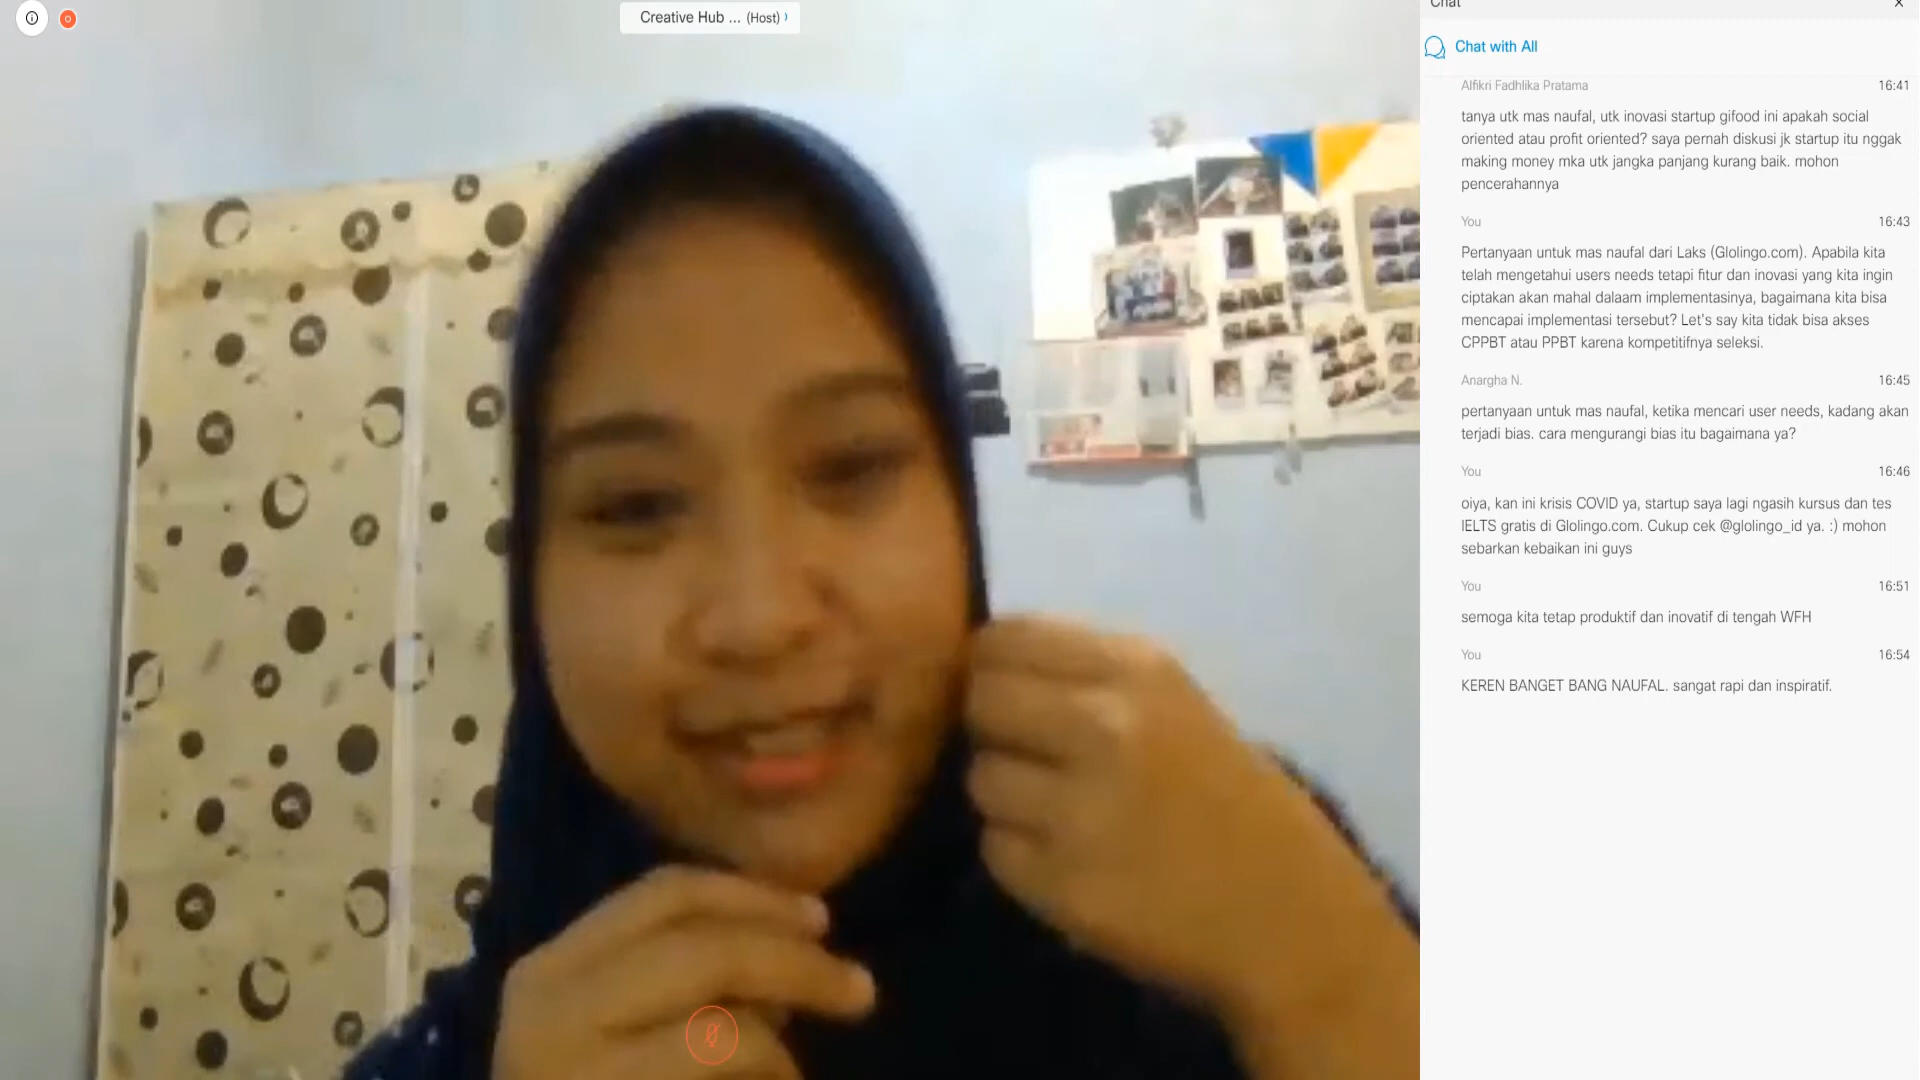 Creative Hub ... (Host)
Chat
Chat with All
Alfikri Fadhlika Pratama 16:41
tanya utk mas naufal, utk inovasi startup gifood ini apakah social
oriented atau profit oriented? saya pernah diskusi jk startup itu nggak
making money mka utk jangka panjang kurang baik. mohon
pencerahannya
You 16:43
Pertanyaan untuk mas naufal dari Laks (Glolingo.com). Apabila kita
telah mengetahui users needs tetapi fitur dan inovasi yang kita ingin
ciptakan akan mahal dalaam implementasinya, bagaimana kita bisa
mencapai implementasi tersebut? Let's say kita tidak bisa akses
CPPBT atau PPBT karena kompetitifnya seleksi.
Anargha N. 16:45
pertanyaan untuk mas naufal, ketika mencari user needs, kadang akan
terjadi bias. cara mengurangi bias itu bagaimana ya?
You 16:46
oiya, kan ini krisis COVID ya, startup saya lagi ngasih kursus dan tes
IELTS gratis di Glolingo.com. Cukup cek @glolingo_id ya. :) mohon
sebarkan kebaikan ini guys
You 16:51
semoga kita tetap produktif dan inovatif di tengah WFH
You 16:54
KEREN BANGET BANG NAUFAL. sangat rapi dan inspiratif.